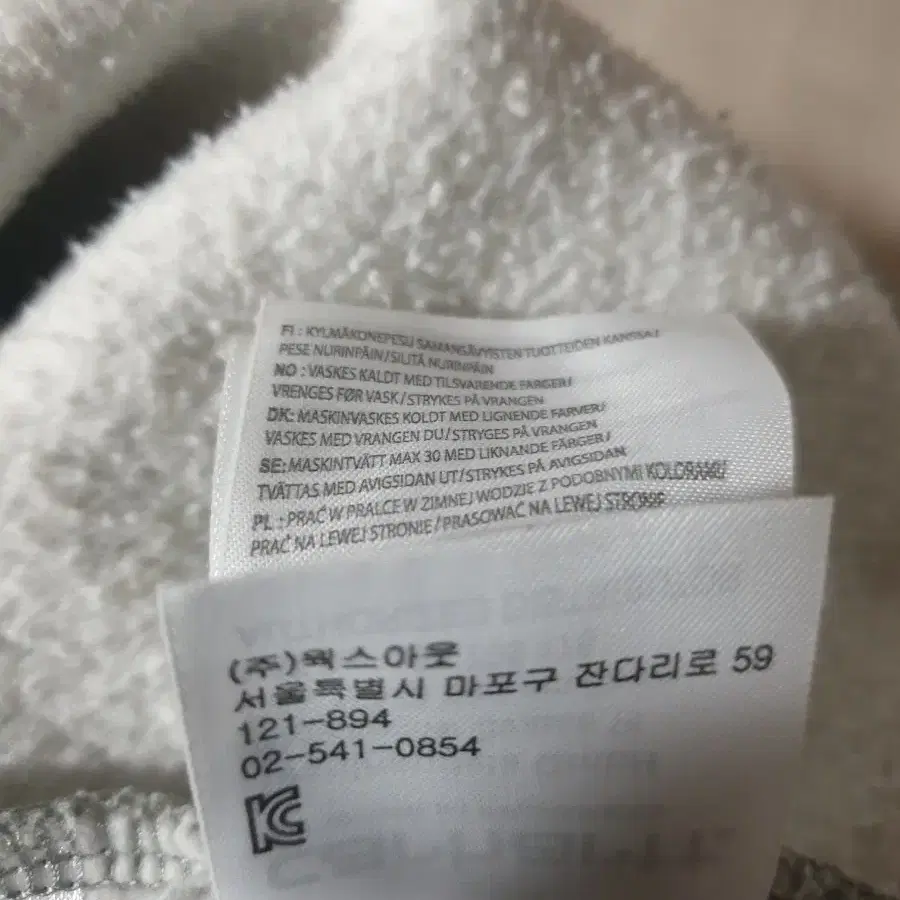 FI : KYLMÄKONEPESU SAMANSÄVYISTEN TUOTTEIDEN KANSSA/
PESE NURINPÄIN/SILITÄ NURINPÄIN
NO : VASKES KALDT MED TILSVARENDE FARGER/
VRENGES FØR VASK/STRYKES PÅ VRANGEN
DK: MASKINVASKES KOLDT MED LIGNENDE FARVER/
VASKES MED VRANGEN DU/STRYGES PÅ VRANGEN
SE: MASKINTVÄTT MAX 30 MED LIKNANDE FÄRGER/
TVÄTTAS MED AVIGSIDAN UT/STRYKES PÅ AVIGSIDAN
PL : PRAĆ W PRALCE W ZIMNEJ WODZIE Z PODOBNYMI KOLORAMI/
PRAĆ NA LEWEJ STRONIE/PRASOWAĆ NA LEWEJ STRONIE
(주)웍스아웃
서울특별시 마포구 잔다리로 59
121-894
02-541-0854
KC